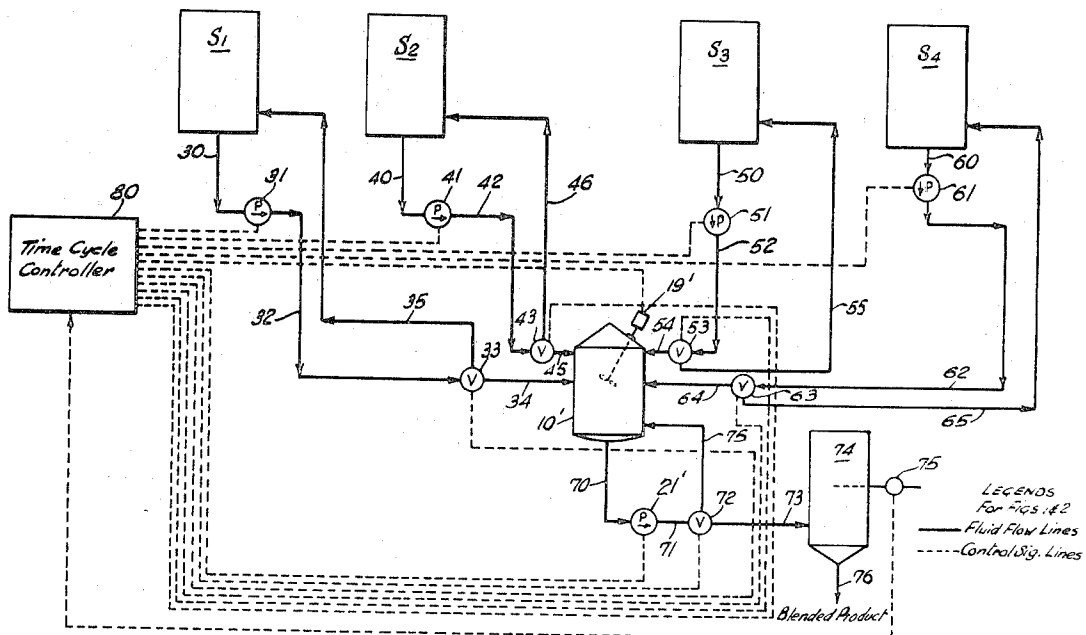 S1
S2
S3
S4
30
40
50
60
31
P
41
P
42
46
P
51
P
61
80
Time Cycle
Controller
52
19'
35
32
43
V
45
54
53
V
55
33
V
34
64
V
63
62
65
10'
75
74
75
70
21'
P
71
72
V
73
LEGENDS
For Figs. 1&2
Fluid Flow Lines
Control Sig. Lines
76
Blended Product